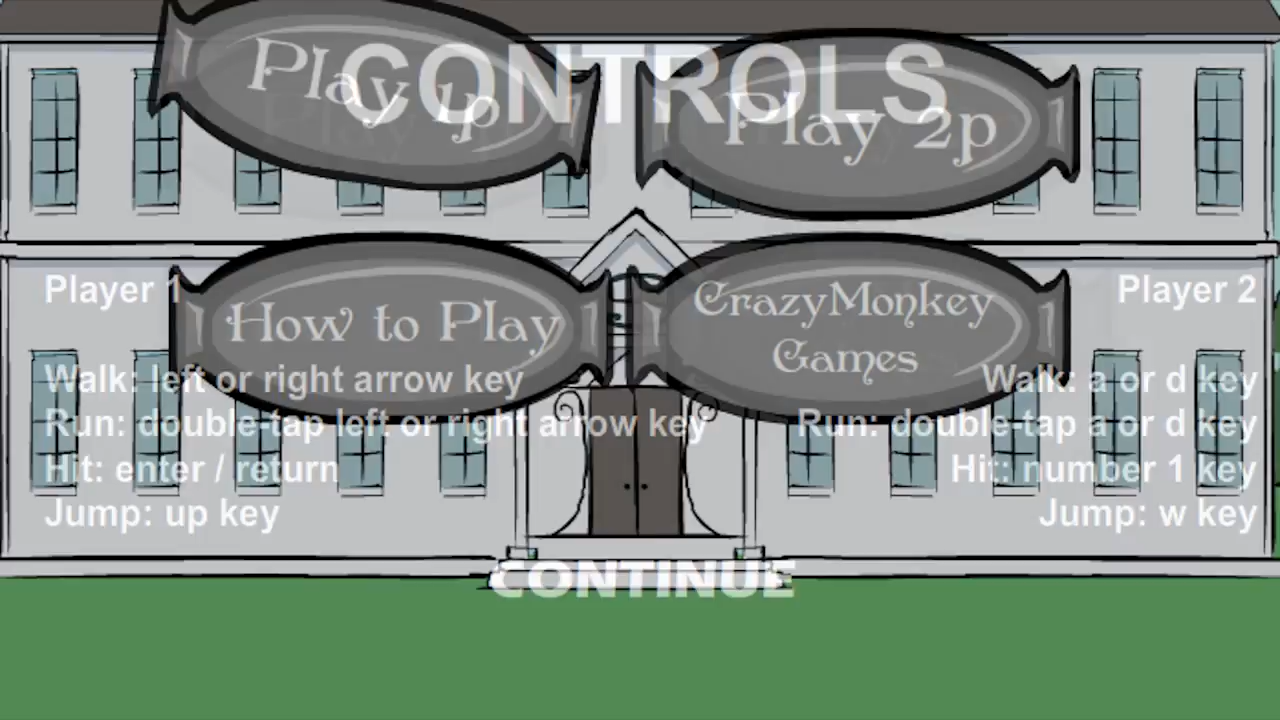 CONTROLS
Play 1p
Play 2p
Player 1
Player 2
How to Play
CrazyMonkey
Games
Walk: left or right arrow key
Walk: a or d key
Run: double-tap left or right arrow key
Run: double-tap a or d key
Hit: enter / return
Hit: number 1 key
Jump: up key
Jump: w key
CONTINUE